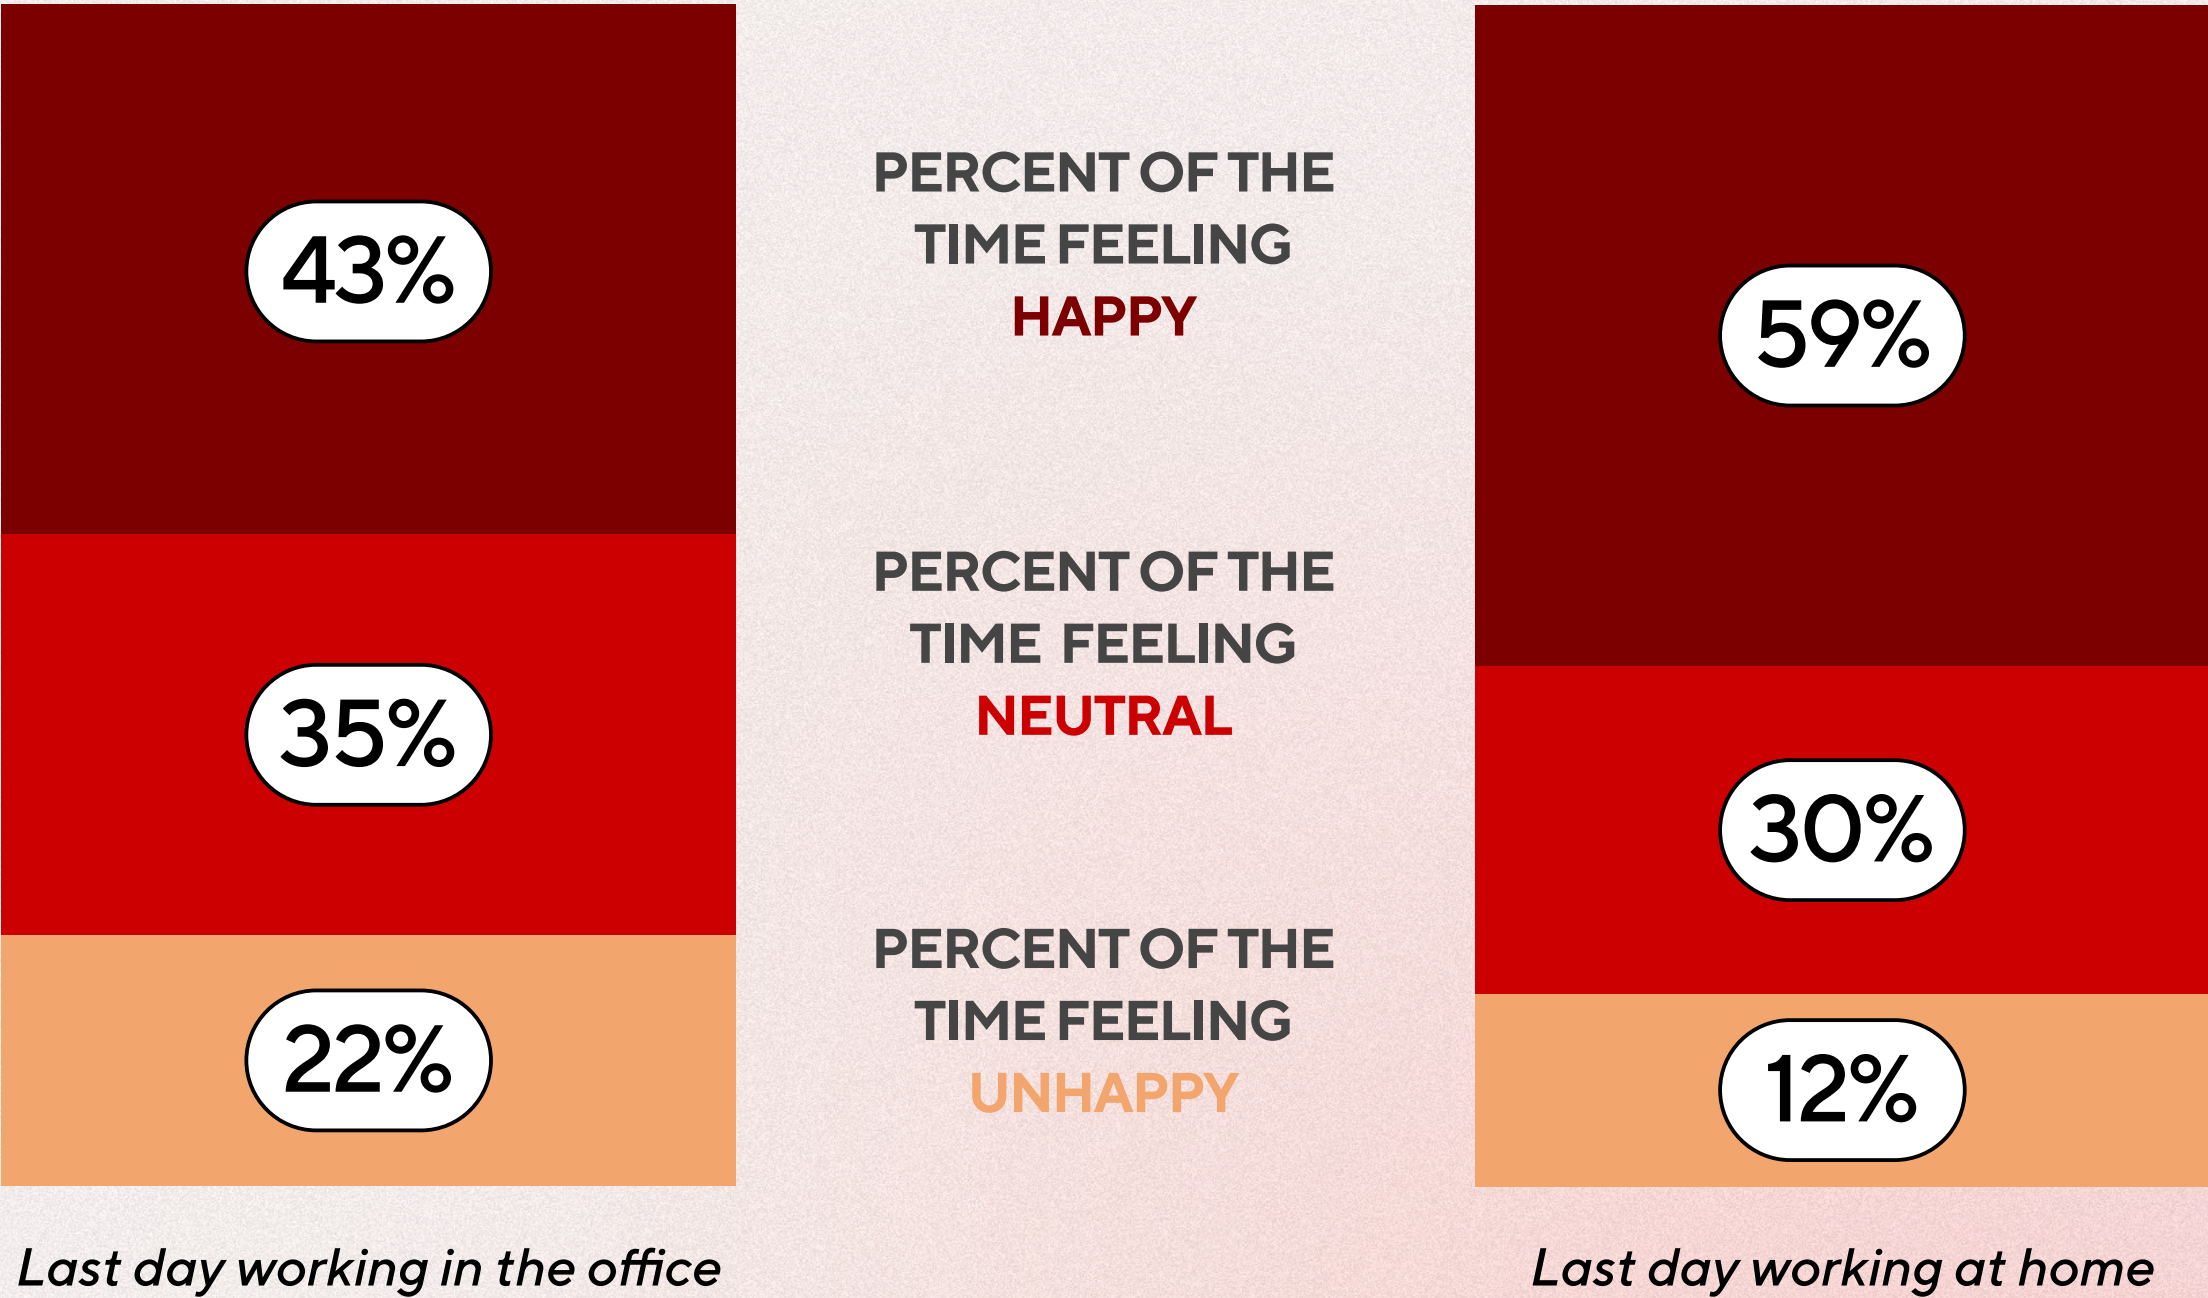 43%
35%
22%
PERCENT OF THE
TIME FEELING
HAPPY
PERCENT OF THE
TIME FEELING
NEUTRAL
PERCENT OF THE
TIME FEELING
UNHAPPY
59%
30%
12%
Last day working in the office
Last day working at home